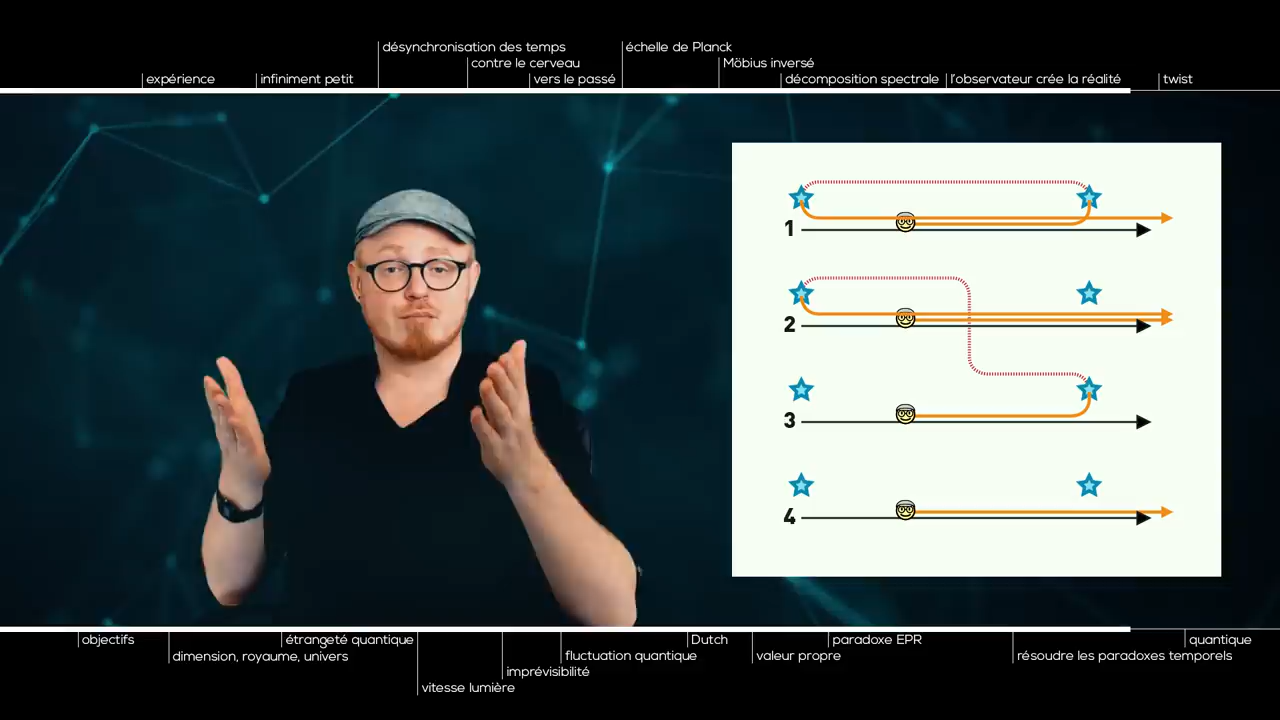 désynchronisation des temps
échelle de Planck
contre le cerveau
Möbius inversé
expérience
infiniment petit
vers le passé
décomposition spectrale
l'observateur crée la réalité
twist
1
2
3
4
objectifs
étrangeté quantique
Dutch
paradoxe EPR
quantique
dimension, royaume, univers
fluctuation quantique
valeur propre
résoudre les paradoxes temporels
imprévisibilité
vitesse lumière